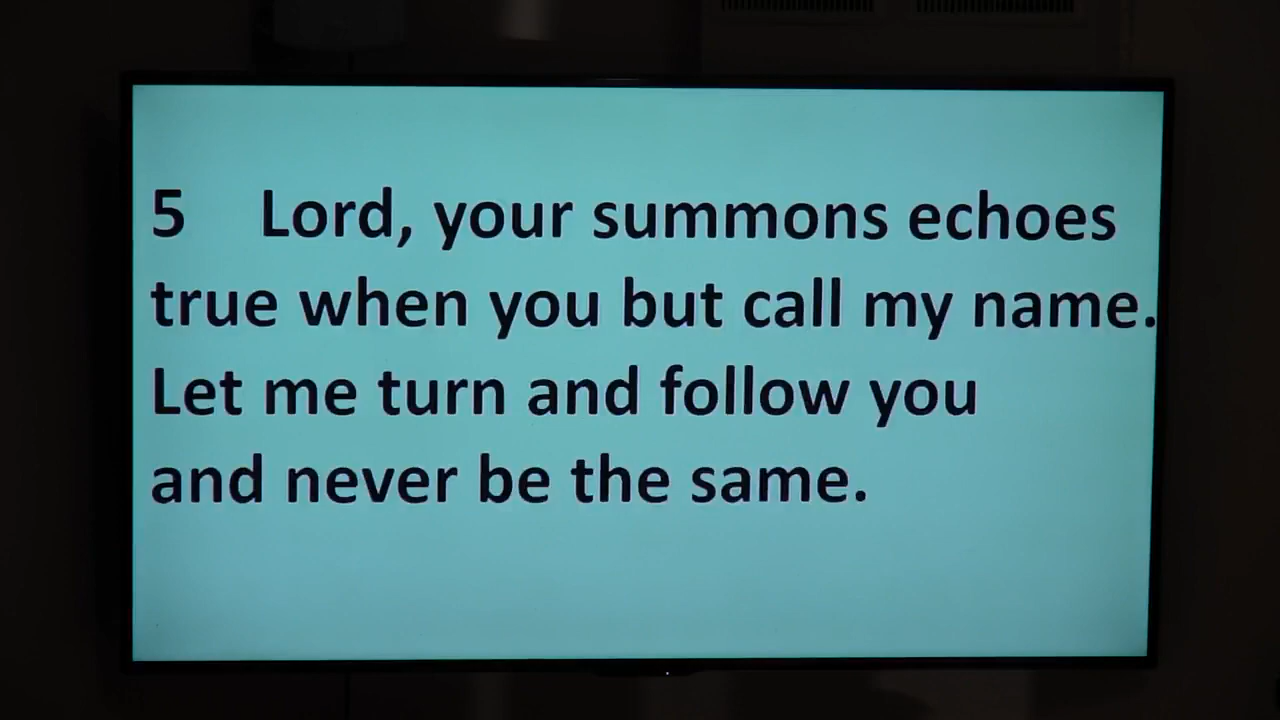 5 Lord, your summons echoes
true when you but call my name.
Let me turn and follow you
and never be the same.